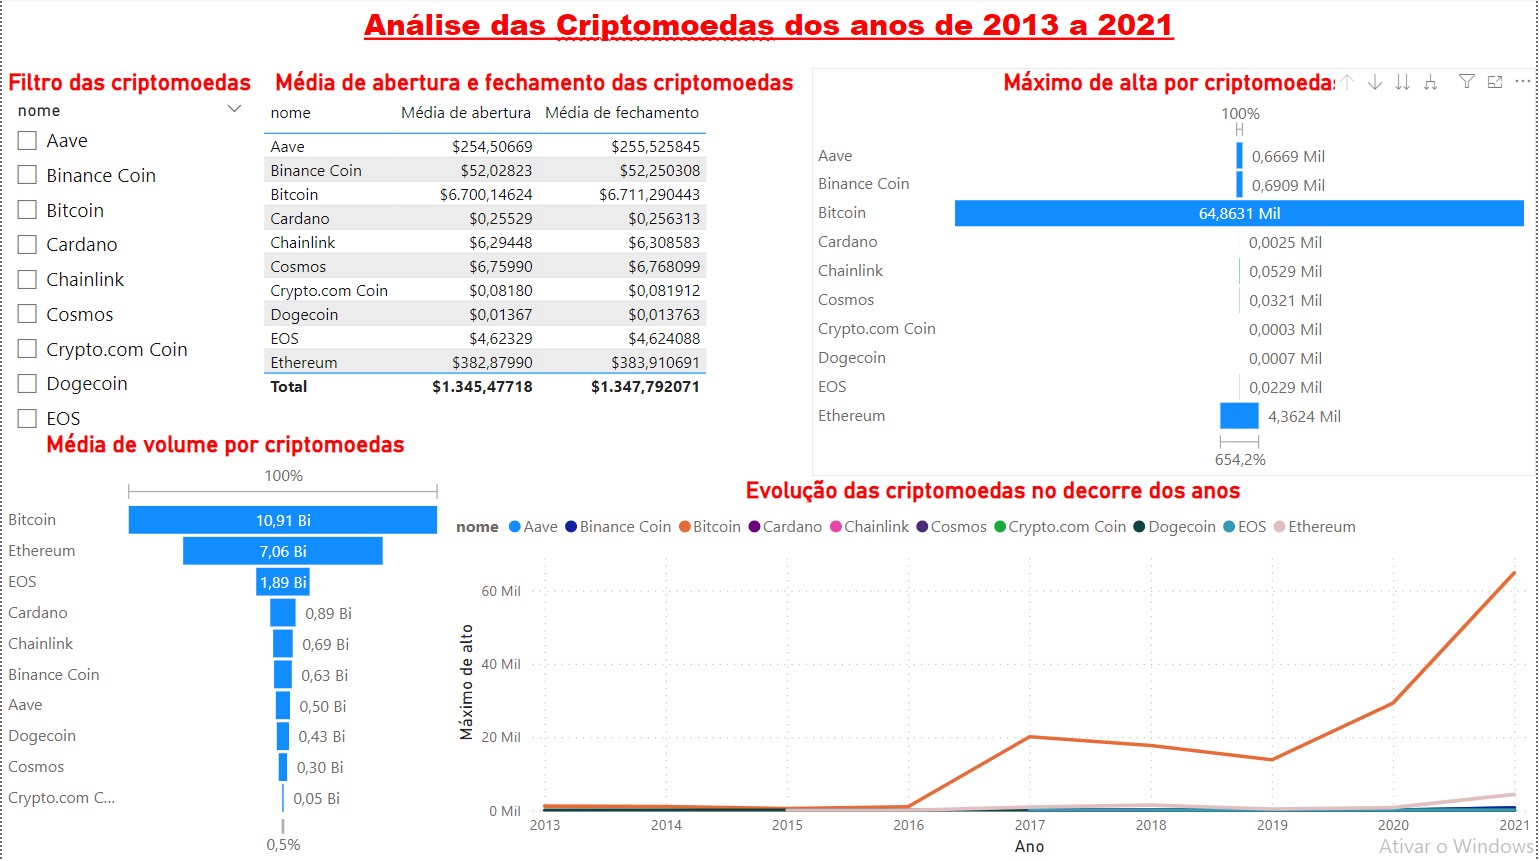 Análise das Criptomoedas dos anos de 2013 a 2021
Filtro das criptomoedas
nome
Aave
Binance Coin
Bitcoin
Cardano
Chainlink
Cosmos
Crypto.com Coin
Dogecoin
EOS
Média de abertura e fechamento das criptomoedas
nome Média de abertura Média de fechamento
Aave $254,50669 $255,525845
Binance Coin $52,02823 $52,250308
Bitcoin $6.700,14624 $6.711,290443
Cardano $0,25529 $0,256313
Chainlink $6,29448 $6,308583
Cosmos $6,75990 $6,768099
Crypto.com Coin $0,08180 $0,081912
Dogecoin $0,01367 $0,013763
EOS $4,62329 $4,624088
Ethereum $382,87990 $383,910691
Total $1.345,47718 $1.347,792071
Máximo de alta por criptomoedas
100%
Aave 0,6669 Mil
Binance Coin 0,6909 Mil
Bitcoin 64,8631 Mil
Cardano 0,0025 Mil
Chainlink 0,0529 Mil
Cosmos 0,0321 Mil
Crypto.com Coin 0,0003 Mil
Dogecoin 0,0007 Mil
EOS 0,0229 Mil
Ethereum 4,3624 Mil
654,2%
Média de volume por criptomoedas
100%
Bitcoin 10,91 Bi
Ethereum 7,06 Bi
EOS 1,89 Bi
Cardano 0,89 Bi
Chainlink 0,69 Bi
Binance Coin 0,63 Bi
Aave 0,50 Bi
Dogecoin 0,43 Bi
Cosmos 0,30 Bi
Crypto.com C... 0,05 Bi
0,5%
Evolução das criptomoedas no decorre dos anos
nome Aave Binance Coin Bitcoin Cardano Chainlink Cosmos Crypto.com Coin Dogecoin EOS Ethereum
Máximo de alto
60 Mil
40 Mil
20 Mil
0 Mil
2013 2014 2015 2016 2017 2018 2019 2020 2021
Ano
Ativar o Windows